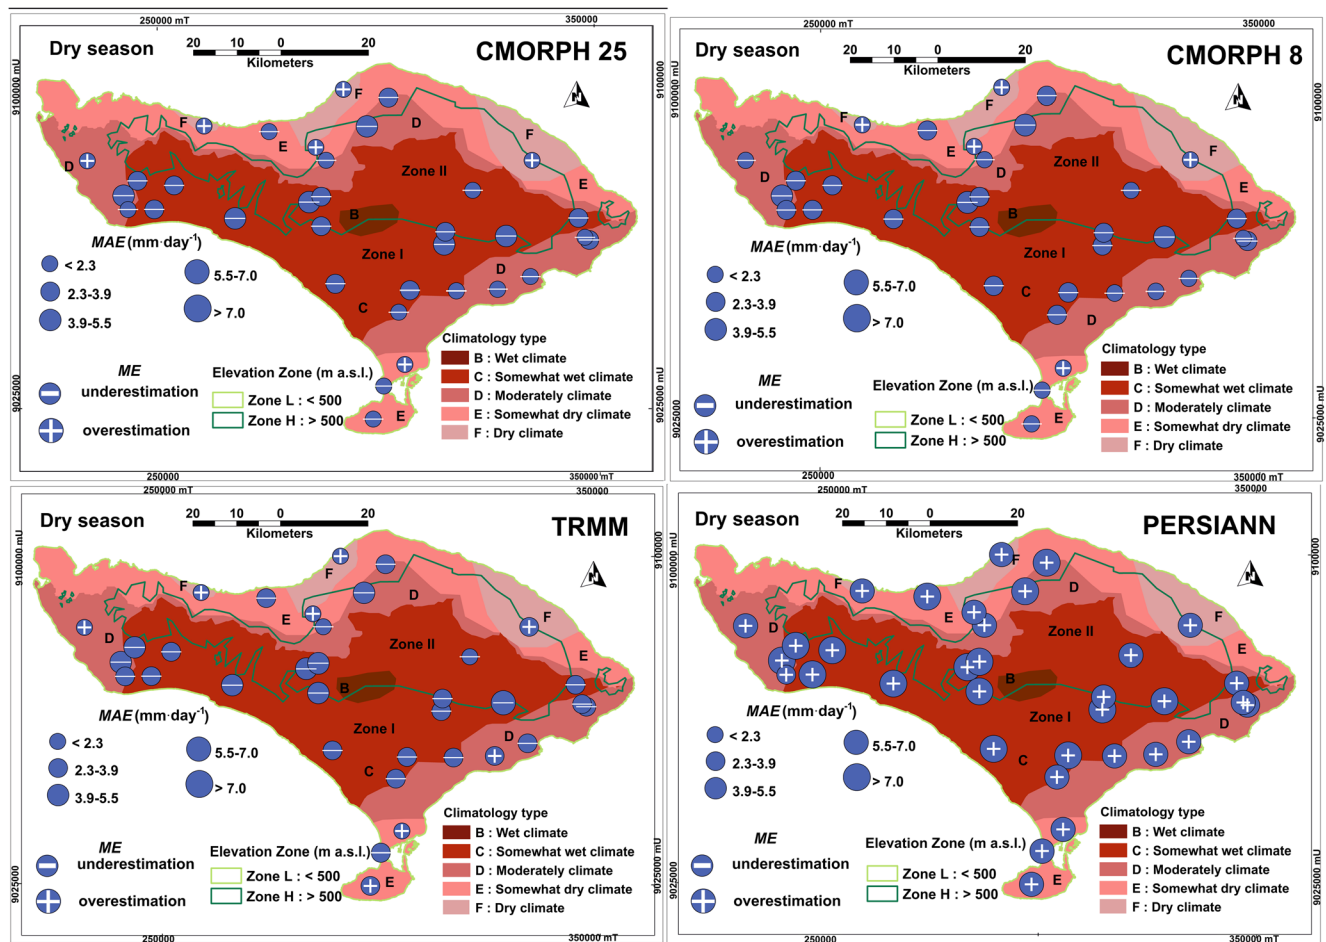 250000 mT
350000
Dry season
20 10 0 20
Kilometers
CMORPH 25
9100000 mU
F
F
D
E
F
D
Zone II
E
B
Zone I
D
C
E
MAE (mm·day-1)
< 2.3
2.3-3.9
3.9-5.5
5.5-7.0
> 7.0
ME
underestimation
overestimation
Elevation Zone (m a.s.l.)
Zone L : < 500
Zone H : > 500
Climatology type
B : Wet climate
C : Somewhat wet climate
D : Moderately climate
E : Somewhat dry climate
F : Dry climate
9025000
9025000 mU
250000
350000 mT
250000 mT
350000
Dry season
20 10 0 20
Kilometers
CMORPH 8
9100000 mU
9100000
F
F
F
E
D
Zone II
D
E
B
Zone I
C
D
E
MAE (mm·day-1)
< 2.3
2.3-3.9
3.9-5.5
5.5-7.0
> 7.0
ME
underestimation
overestimation
Elevation Zone (m a.s.l.)
Zone L : < 500
Zone H : > 500
Climatology type
B : Wet climate
C : Somewhat wet climate
D : Moderately climate
E : Somewhat dry climate
F : Dry climate
9025000
9025000 mU
250000
350000 mT
250000 mT
350000
Dry season
20 10 0 20
Kilometers
TRMM
9100000 mU
9100000
F
F
D
E
F
D
Zone II
E
B
Zone I
D
C
E
MAE (mm·day-1)
< 2.3
2.3-3.9
3.9-5.5
5.5-7.0
> 7.0
ME
underestimation
overestimation
Elevation Zone (m a.s.l.)
Zone L : < 500
Zone H : > 500
Climatology type
B : Wet climate
C : Somewhat wet climate
D : Moderately climate
E : Somewhat dry climate
F : Dry climate
9025000
9025000 mU
250000
350000 mT
250000 mT
350000
Dry season
20 10 0 20
Kilometers
PERSIANN
9100000 mU
9100000
F
F
D
F
E
D
Zone II
E
B
Zone I
D
C
E
MAE (mm·day-1)
< 2.3
2.3-3.9
3.9-5.5
5.5-7.0
> 7.0
ME
underestimation
overestimation
Elevation Zone (m a.s.l.)
Zone L : < 500
Zone H : > 500
Climatology type
B : Wet climate
C : Somewhat wet climate
D : Moderately climate
E : Somewhat dry climate
F : Dry climate
9025000
9025000 mU
250000
350000 mT